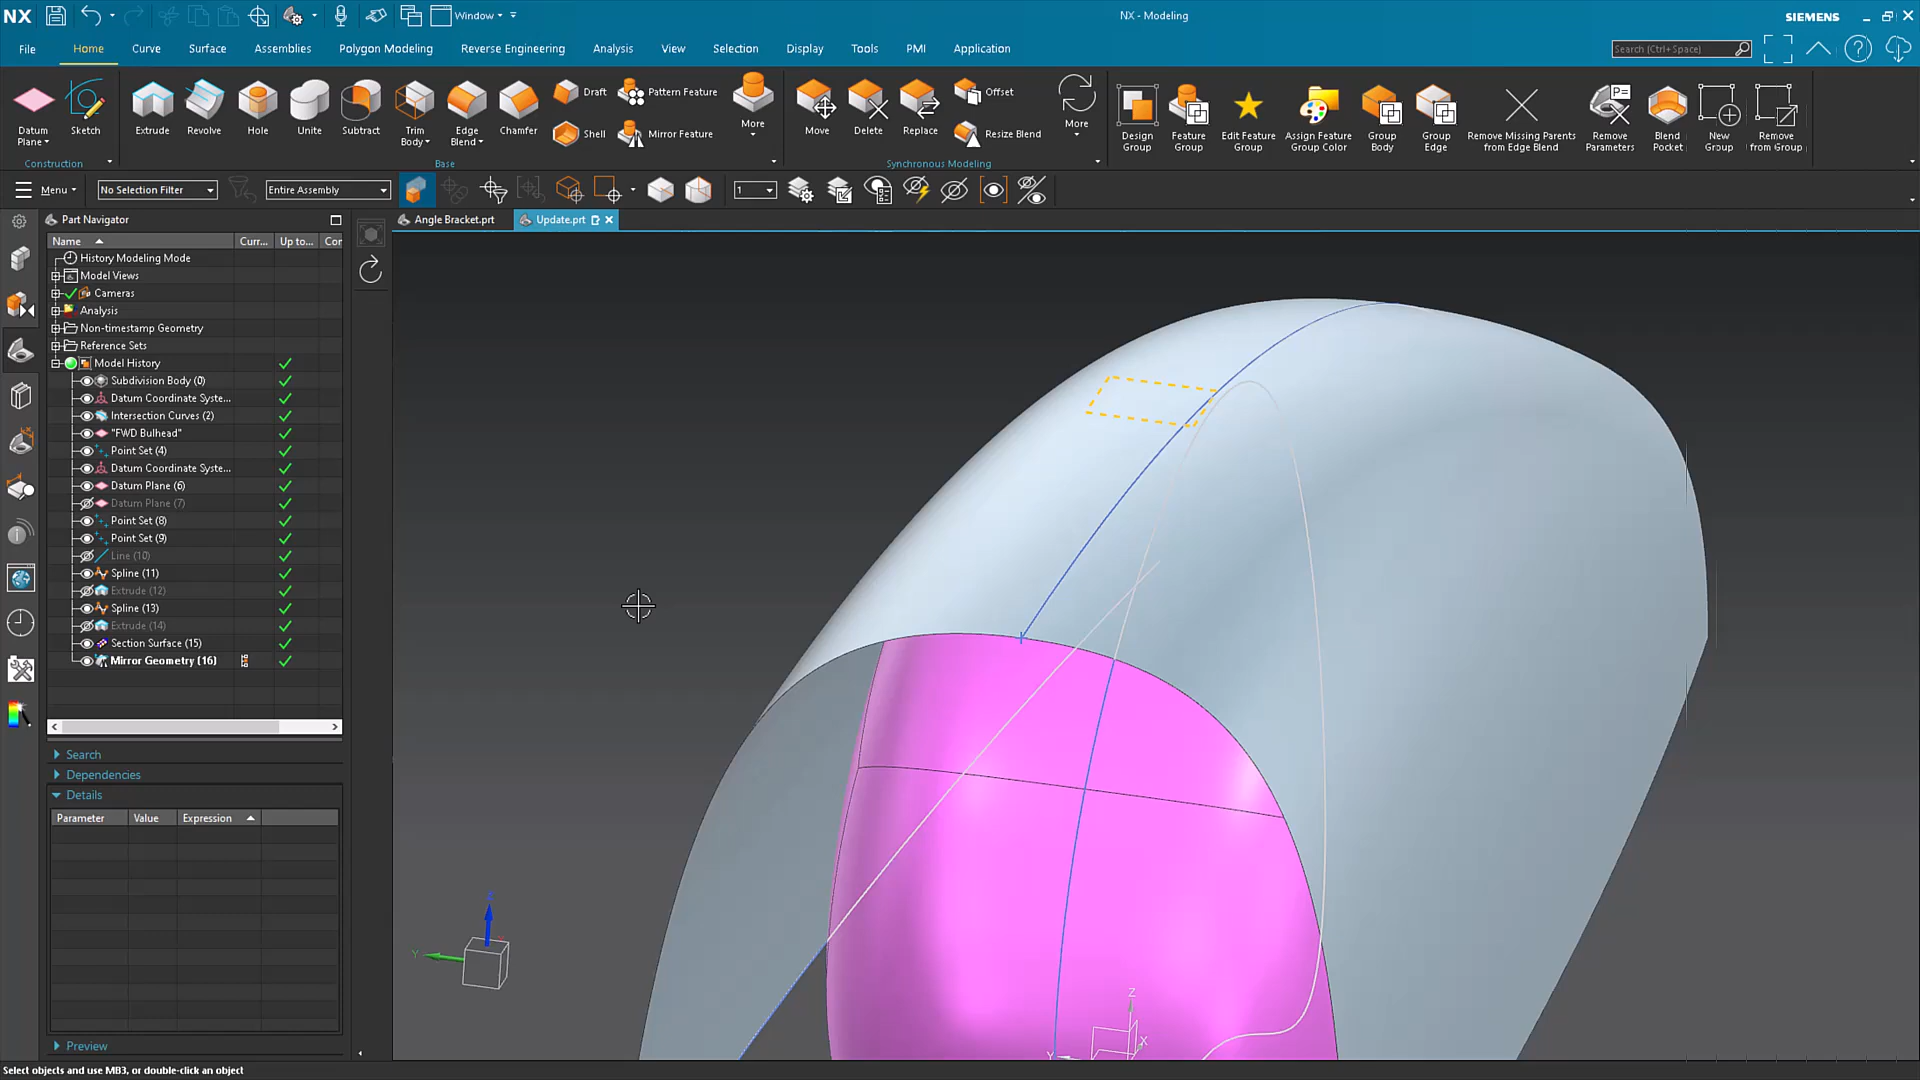 NX
Window
NX - Modeling
SIEMENS
File
Home
Curve
Surface
Assemblies
Polygon Modeling
Reverse Engineering
Analysis
View
Selection
Display
Tools
PMI
Application
Search (Ctrl+Space)
Datum Plane
Sketch
Extrude
Revolve
Hole
Unite
Subtract
Trim Body
Edge Blend
Chamfer
Draft
Shell
Pattern Feature
Mirror Feature
More
Move
Delete
Replace
Offset
Resize Blend
More
Design Group
Feature Group
Edit Feature Group
Assign Feature Group Color
Group Body
Group Edge
Remove Missing Parents from Edge Blend
Remove Parameters
Blend Pocket
New Group
Remove from Group
Construction
Base
Synchronous Modeling
Menu
No Selection Filter
Entire Assembly
1
Part Navigator
Angle Bracket.prt
Update.prt
Name
Curr...
Up to...
Cor
History Modeling Mode
Model Views
Cameras
Analysis
Non-timestamp Geometry
Reference Sets
Model History
Subdivision Body (0)
Datum Coordinate Syste...
Intersection Curves (2)
"FWD Bulhead"
Point Set (4)
Datum Coordinate Syste...
Datum Plane (6)
Datum Plane (7)
Point Set (8)
Point Set (9)
Line (10)
Spline (11)
Extrude (12)
Spline (13)
Extrude (14)
Section Surface (15)
Mirror Geometry (16)
Search
Dependencies
Details
Parameter
Value
Expression
Preview
Z
Y
Z
X
Y
Select objects and use MB3, or double-click an object